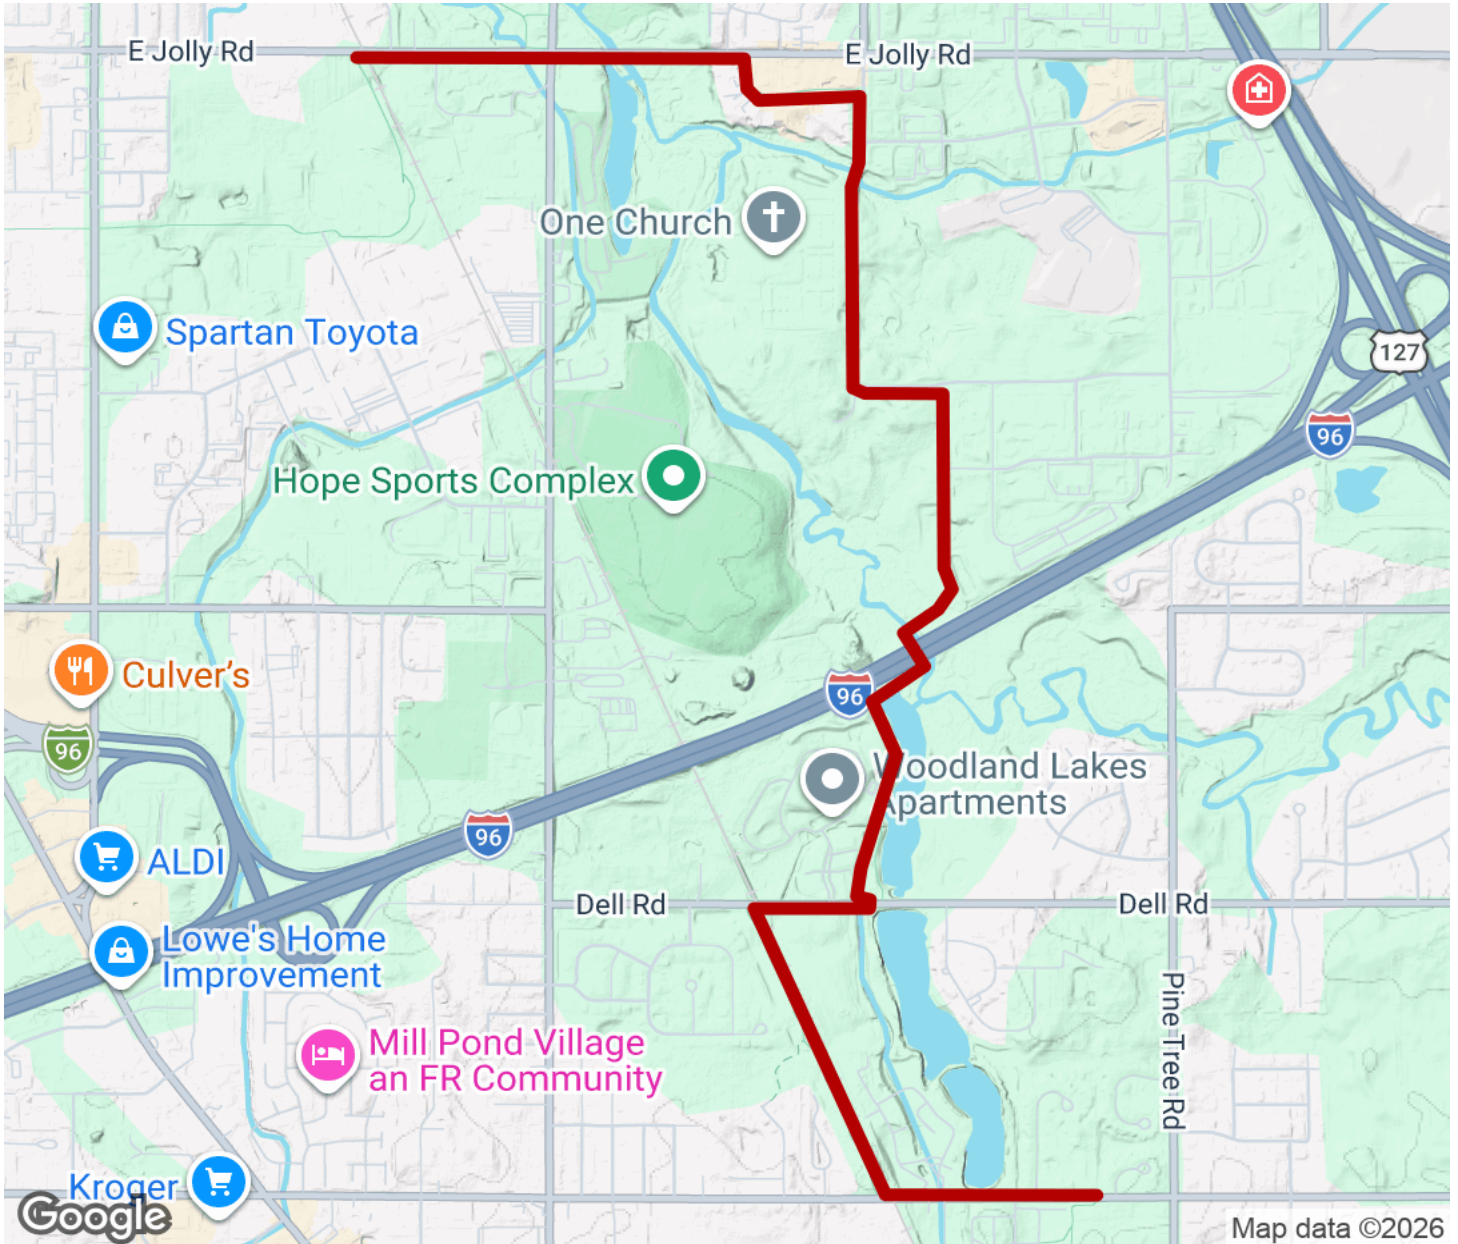 E Jolly Rd
E Jolly Rd
One Church
Spartan Toyota
127
96
Hope Sports Complex
Culver's
96
96
Woodland Lakes
Apartments
96
ALDI
Dell Rd
Dell Rd
Lowe's Home
Improvement
Pine Tree Rd
Mill Pond Village
an FR Community
Kroger
Google
Map data ©2026